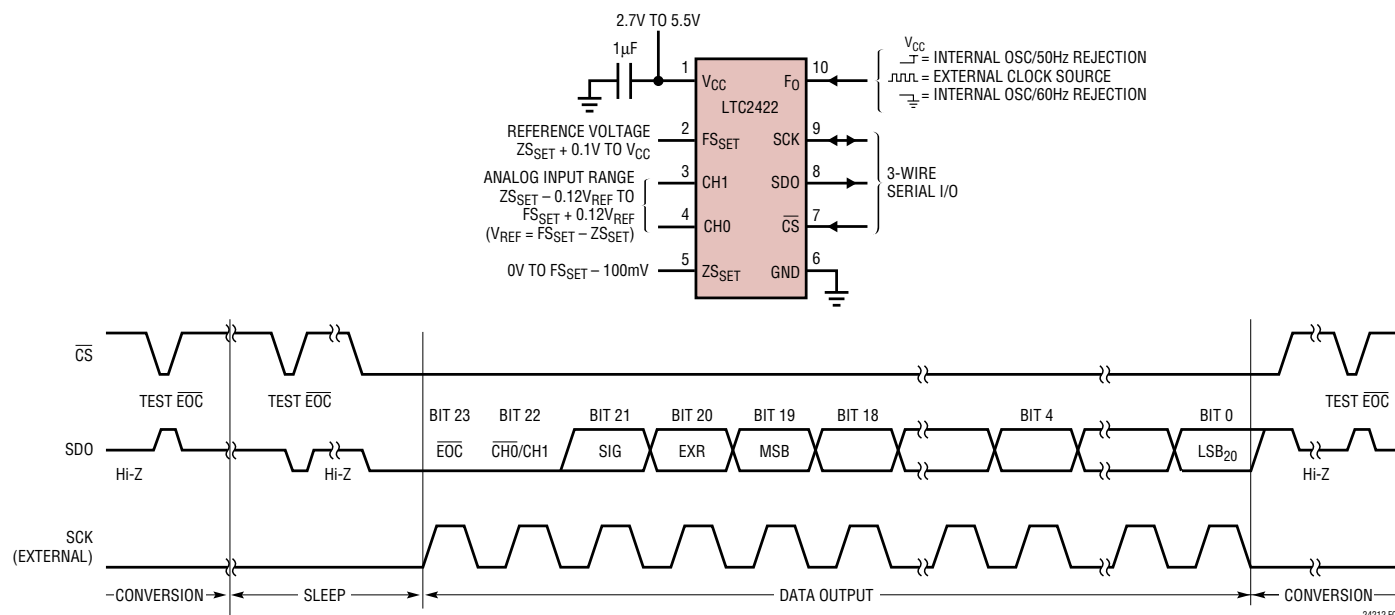 2.7V TO 5.5V
1µF
1
VCC
LTC2422
FO
10
VCC
= INTERNAL OSC/50Hz REJECTION
= EXTERNAL CLOCK SOURCE
= INTERNAL OSC/60Hz REJECTION
REFERENCE VOLTAGE
ZSSET + 0.1V TO VCC
2
FSSET
SCK
9
ANALOG INPUT RANGE
ZSSET – 0.12VREF TO
FSSET + 0.12VREF
(VREF = FSSET – ZSSET)
3
CH1
SDO
8
3-WIRE
SERIAL I/O
4
CH0
CS
7
0V TO FSSET – 100mV
5
ZSSET
GND
6
CS
TEST EOC
TEST EOC
TEST EOC
BIT 23
BIT 22
BIT 21
BIT 20
BIT 19
BIT 18
BIT 4
BIT 0
SDO
EOC
CH0/CH1
SIG
EXR
MSB
LSB20
Hi-Z
Hi-Z
Hi-Z
SCK
(EXTERNAL)
CONVERSION
SLEEP
DATA OUTPUT
CONVERSION